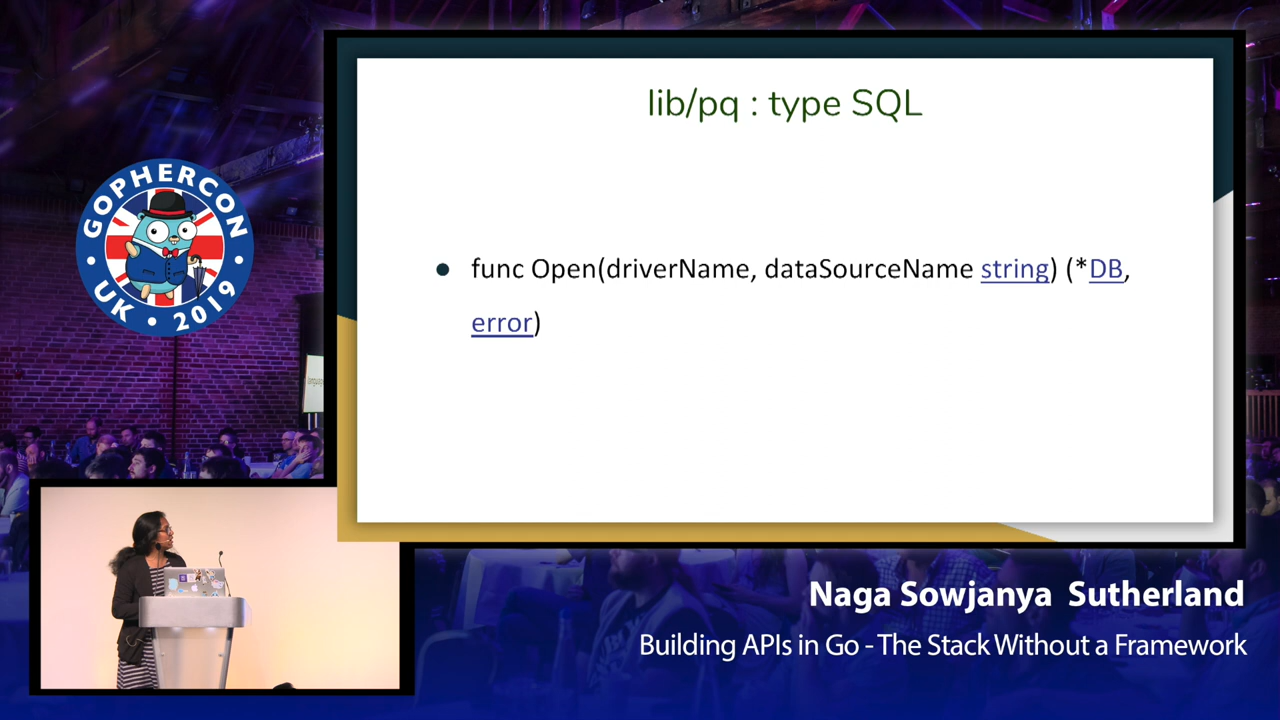 lib/pq : type SQL
● func Open(driverName, dataSourceName string) (*DB,
error)
GOPHERCON
UK • 2019
Naga Sowjanya Sutherland
Building APIs in Go - The Stack Without a Framework